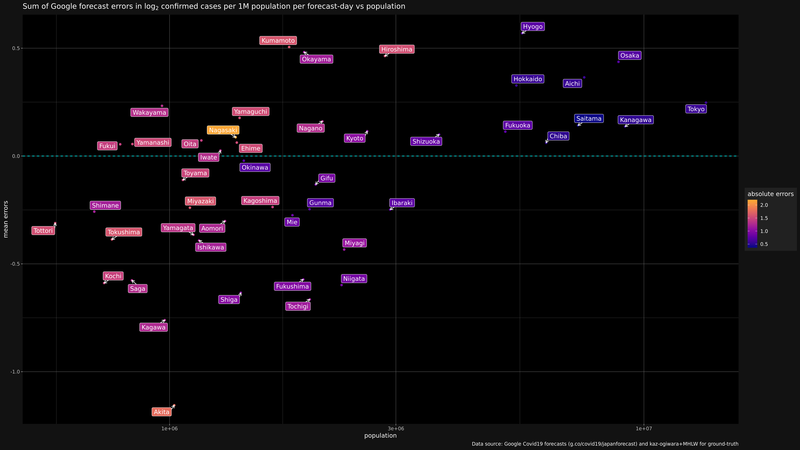 Sum of Google forecast errors in log₂ confirmed cases per 1M population per forecast-day vs population
Hyogo
Kumamoto
Hiroshima
0.5
Okayama
Osaka
Hokkaido
Aichi
Wakayama
Yamaguchi
Tokyo
Saitama
Kanagawa
Nagasaki
Nagano
Fukuoka
Kyoto
Chiba
Fukui
Yamanashi
Oita
Ehime
Shizuoka
0.0
Iwate
Okinawa
Toyama
Gifu
absolute errors
2.0
1.5
1.0
0.5
mean errors
Shimane
Miyazaki
Kagoshima
Gunma
Ibaraki
Mie
Tottori
Tokushima
Yamagata
Aomori
Ishikawa
Miyagi
-0.5
Kochi
Saga
Fukushima
Niigata
Shiga
Tochigi
Kagawa
-1.0
Akita
1e+06
3e+06
1e+07
population
Data source: Google Covid19 forecasts (g.co/covid19/japanforecast) and kaz-ogiwara+MHLW for ground-truth